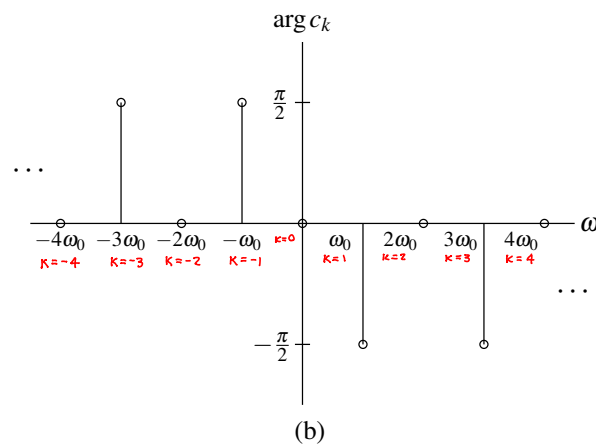 arg c_k
π/2
⋯
−4ω₀ −3ω₀ −2ω₀ −ω₀ ω₀ 2ω₀ 3ω₀ 4ω₀ ω
K=-4 K=-3 K=-2 K=-1 K=0 K=1 K=2 K=3 K=4
⋯
−π/2
(b)